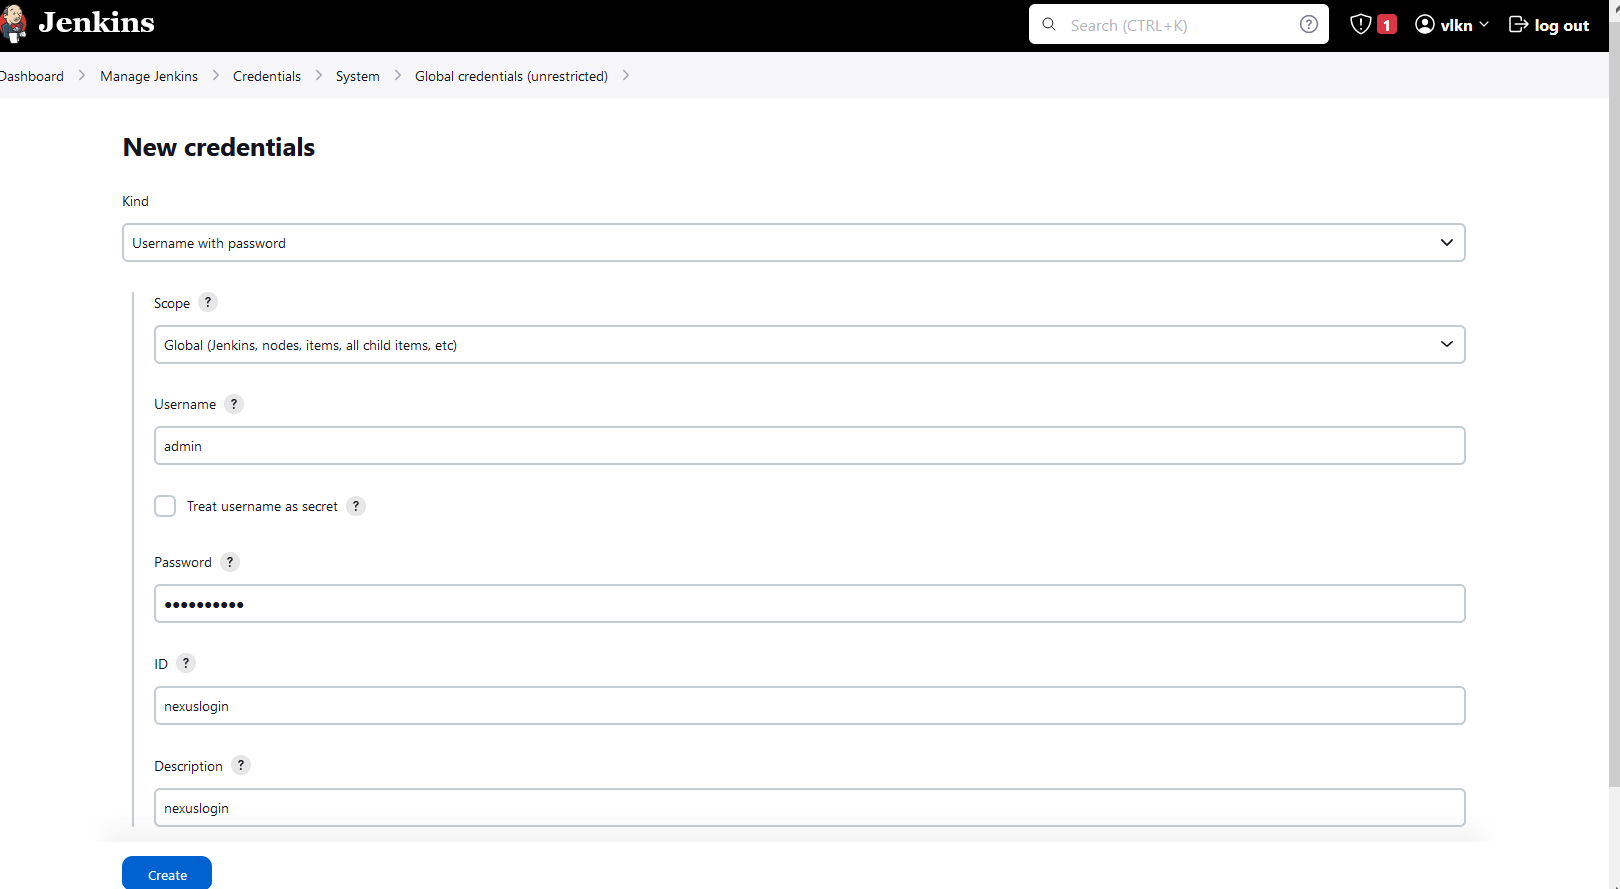 Jenkins
Search (CTRL+K)
?
1
vlkn
log out
Dashboard > Manage Jenkins > Credentials > System > Global credentials (unrestricted) >
New credentials
Kind
Username with password
Scope ?
Global (Jenkins, nodes, items, all child items, etc)
Username ?
admin
Treat username as secret ?
Password ?
••••••••••
ID ?
nexuslogin
Description ?
nexuslogin
Create